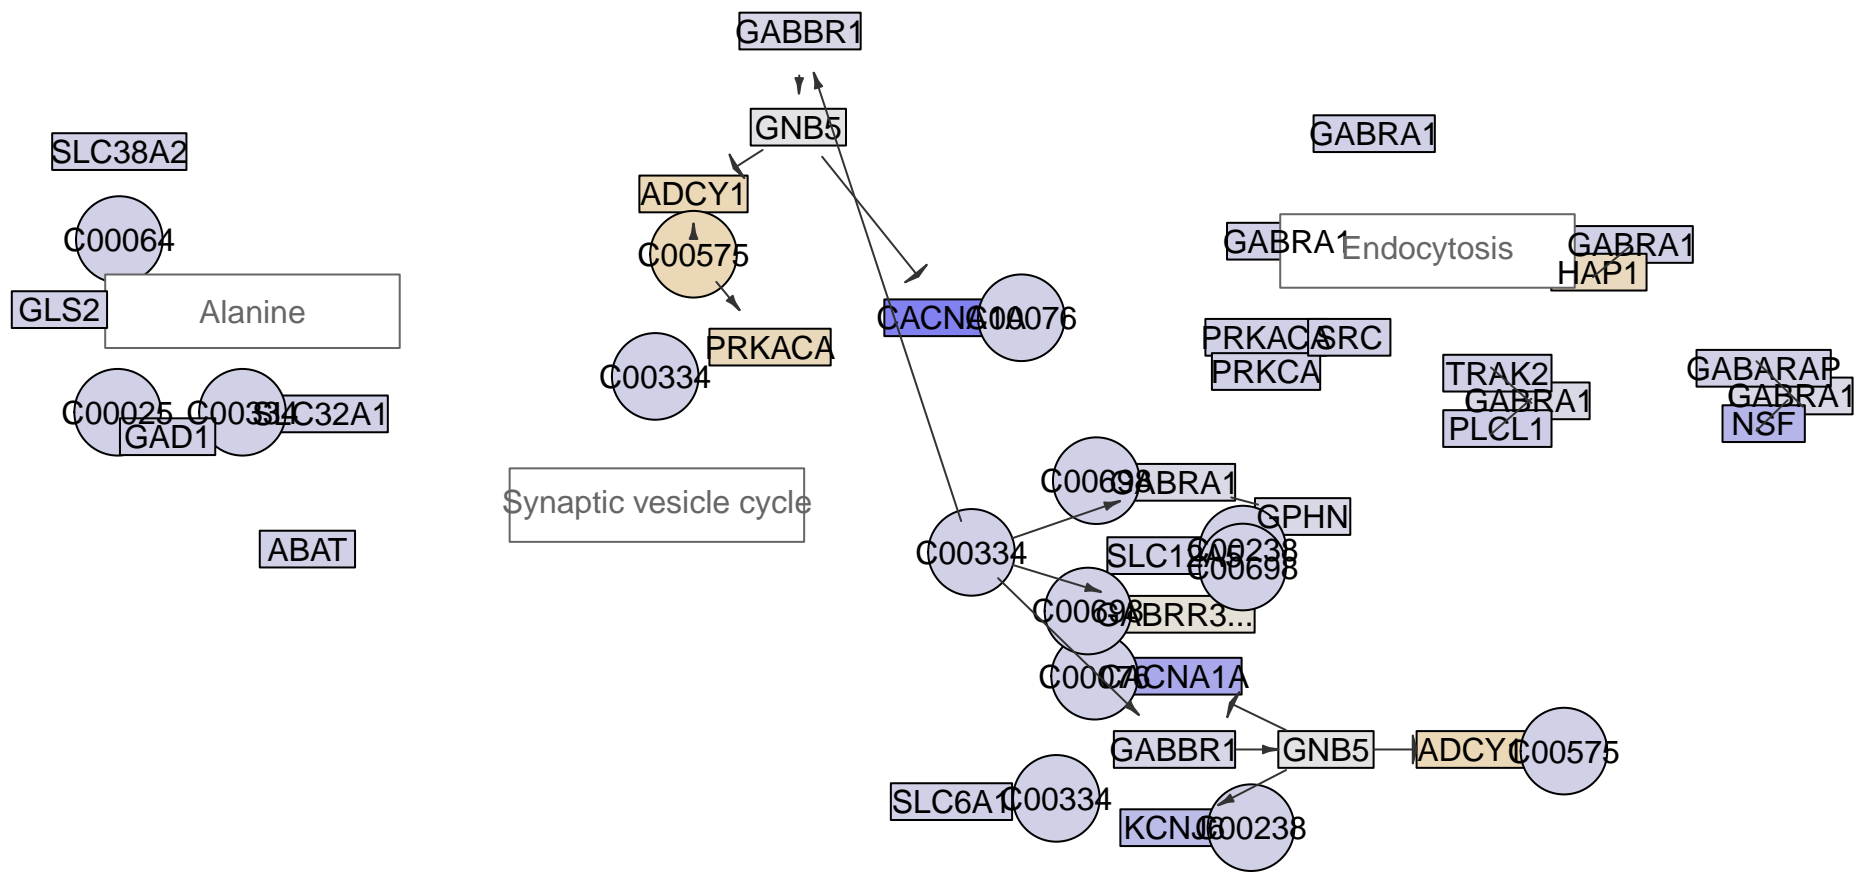 GABBR1
GNB5
SLC38A2
GABRA1
ADCY1
C00064
C00575
GABRA1
Endocytosis
GABRA1
HAP1
GLS2
Alanine
CACNA1A
C00076
PRKACA
C00334
PRKACA
SRC
PRKCA
TRAK2
GABRA1
PLCL1
GABARAP
GABRA1
NSF
C00025
C00334
SLC32A1
GAD1
Synaptic vesicle cycle
C00698
GABRA1
GPHN
ABAT
C00334
SLC12A5
C00238
C00698
C00698
GABRR3...
C00076
CACNA1A
GABBR1
GNB5
ADCY1
C00575
SLC6A1
C00334
KCNJ6
C00238